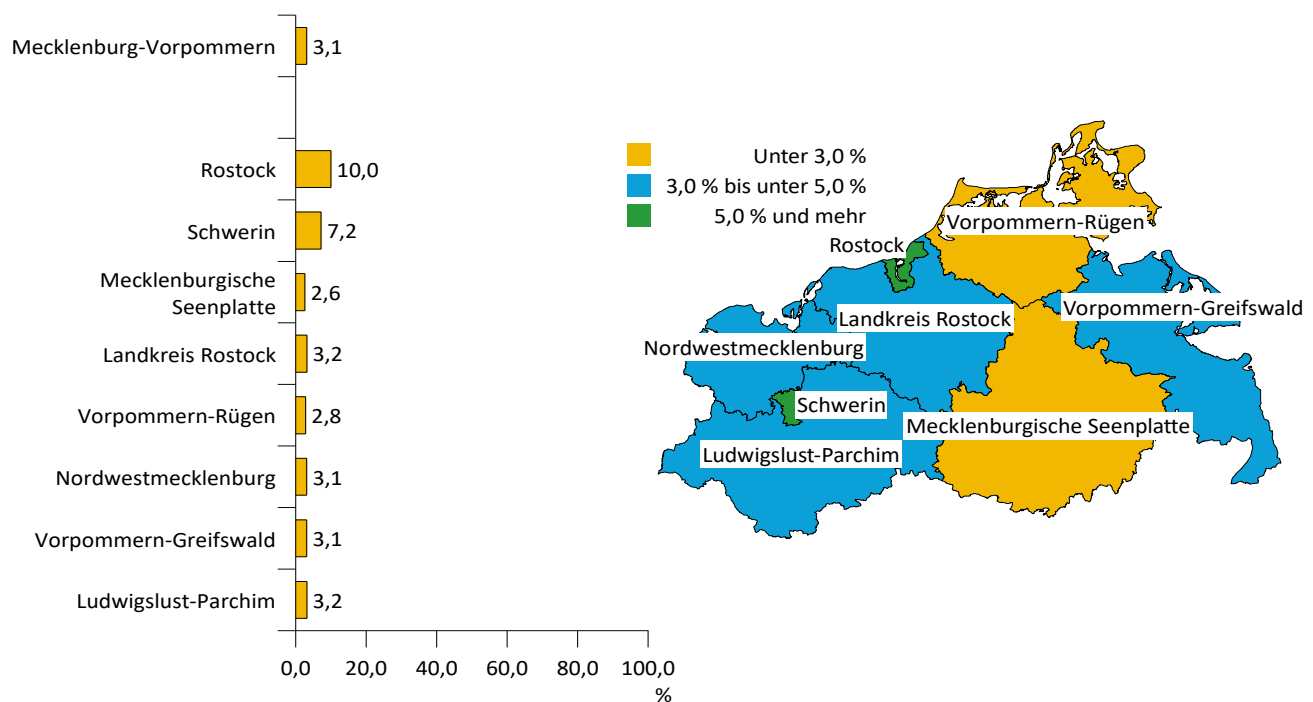 Mecklenburg-Vorpommern 3,1
Rostock 10,0
Schwerin 7,2
Mecklenburgische
Seenplatte 2,6
Landkreis Rostock 3,2
Vorpommern-Rügen 2,8
Nordwestmecklenburg 3,1
Vorpommern-Greifswald 3,1
Ludwigslust-Parchim 3,2
0,0 20,0 40,0 60,0 80,0 100,0
%
Unter 3,0 %
3,0 % bis unter 5,0 %
5,0 % und mehr
Vorpommern-Rügen
Rostock
Vorpommern-Greifswald
Landkreis Rostock
Nordwestmecklenburg
Schwerin
Mecklenburgische Seenplatte
Ludwigslust-Parchim